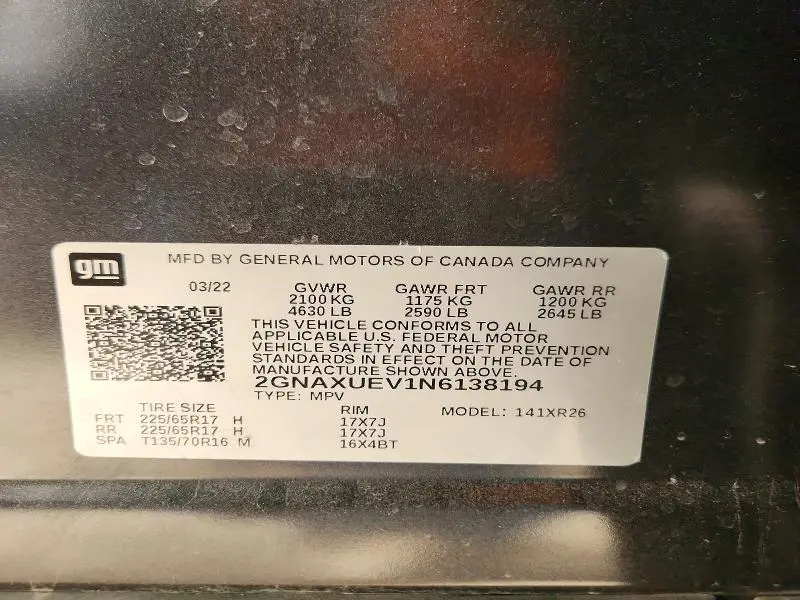 gm
MFD BY GENERAL MOTORS OF CANADA COMPANY
03/22 GVWR GAWR FRT GAWR RR
2100 KG 1175 KG 1200 KG
4630 LB 2590 LB 2645 LB
THIS VEHICLE CONFORMS TO ALL
APPLICABLE U.S. FEDERAL MOTOR
VEHICLE SAFETY AND THEFT PREVENTION
STANDARDS IN EFFECT ON THE DATE OF
MANUFACTURE SHOWN ABOVE.
2GNAXUEV1N6138194
TYPE: MPV
TIRE SIZE RIM MODEL: 141XR26
FRT 225/65R17 H 17X7J
RR 225/65R17 H 17X7J
SPA T135/70R16 M 16X4BT